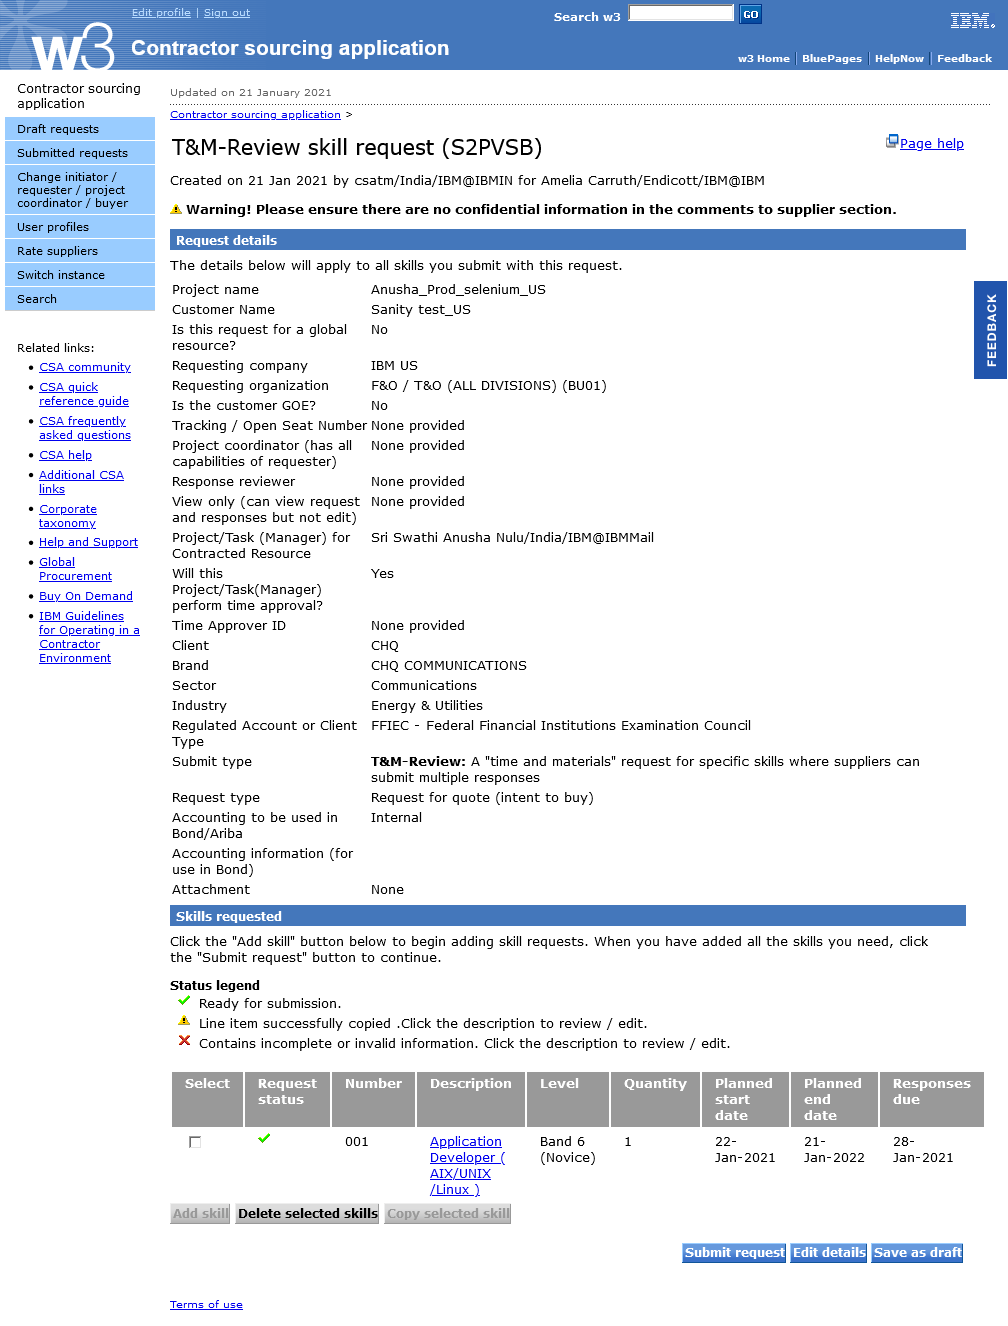 Edit profile | Sign out
Search w3
GO
IBM.
w3
Contractor sourcing application
w3 Home
BluePages
HelpNow
Feedback
Contractor sourcing
application
Draft requests
Submitted requests
Change initiator /
requester / project
coordinator / buyer
User profiles
Rate suppliers
Switch instance
Search
Related links:
CSA community
CSA quick
reference guide
CSA frequently
asked questions
CSA help
Additional CSA
links
Corporate
taxonomy
Help and Support
Global
Procurement
Buy On Demand
IBM Guidelines
for Operating in a
Contractor
Environment
Updated on 21 January 2021
Contractor sourcing application >
T&M-Review skill request (S2PVSB)
Page help
Created on 21 Jan 2021 by csatm/India/IBM@IBMIN for Amelia Carruth/Endicott/IBM@IBM
Warning! Please ensure there are no confidential information in the comments to supplier section.
Request details
The details below will apply to all skills you submit with this request.
Project name Anusha_Prod_selenium_US
Customer Name Sanity test_US
Is this request for a global No
resource?
Requesting company IBM US
Requesting organization F&O / T&O (ALL DIVISIONS) (BU01)
Is the customer GOE? No
Tracking / Open Seat Number None provided
Project coordinator (has all None provided
capabilities of requester)
Response reviewer None provided
View only (can view request None provided
and responses but not edit)
Project/Task (Manager) for Sri Swathi Anusha Nulu/India/IBM@IBMMail
Contracted Resource
Will this Yes
Project/Task(Manager)
perform time approval?
Time Approver ID None provided
Client CHQ
Brand CHQ COMMUNICATIONS
Sector Communications
Industry Energy & Utilities
Regulated Account or Client FFIEC - Federal Financial Institutions Examination Council
Type
Submit type T&M-Review: A "time and materials" request for specific skills where suppliers can
submit multiple responses
Request type Request for quote (intent to buy)
Accounting to be used in Internal
Bond/Ariba
Accounting information (for
use in Bond)
Attachment None
FEEDBACK
Skills requested
Click the "Add skill" button below to begin adding skill requests. When you have added all the skills you need, click
the "Submit request" button to continue.
Status legend
Ready for submission.
Line item successfully copied .Click the description to review / edit.
Contains incomplete or invalid information. Click the description to review / edit.
Select
Request
status
Number
Description
Level
Quantity
Planned
start
date
Planned
end
date
Responses
due
001
Application
Developer (
AIX/UNIX
/Linux )
Band 6
(Novice)
1
22-
Jan-2021
21-
Jan-2022
28-
Jan-2021
Add skill
Delete selected skills
Copy selected skill
Submit request
Edit details
Save as draft
Terms of use